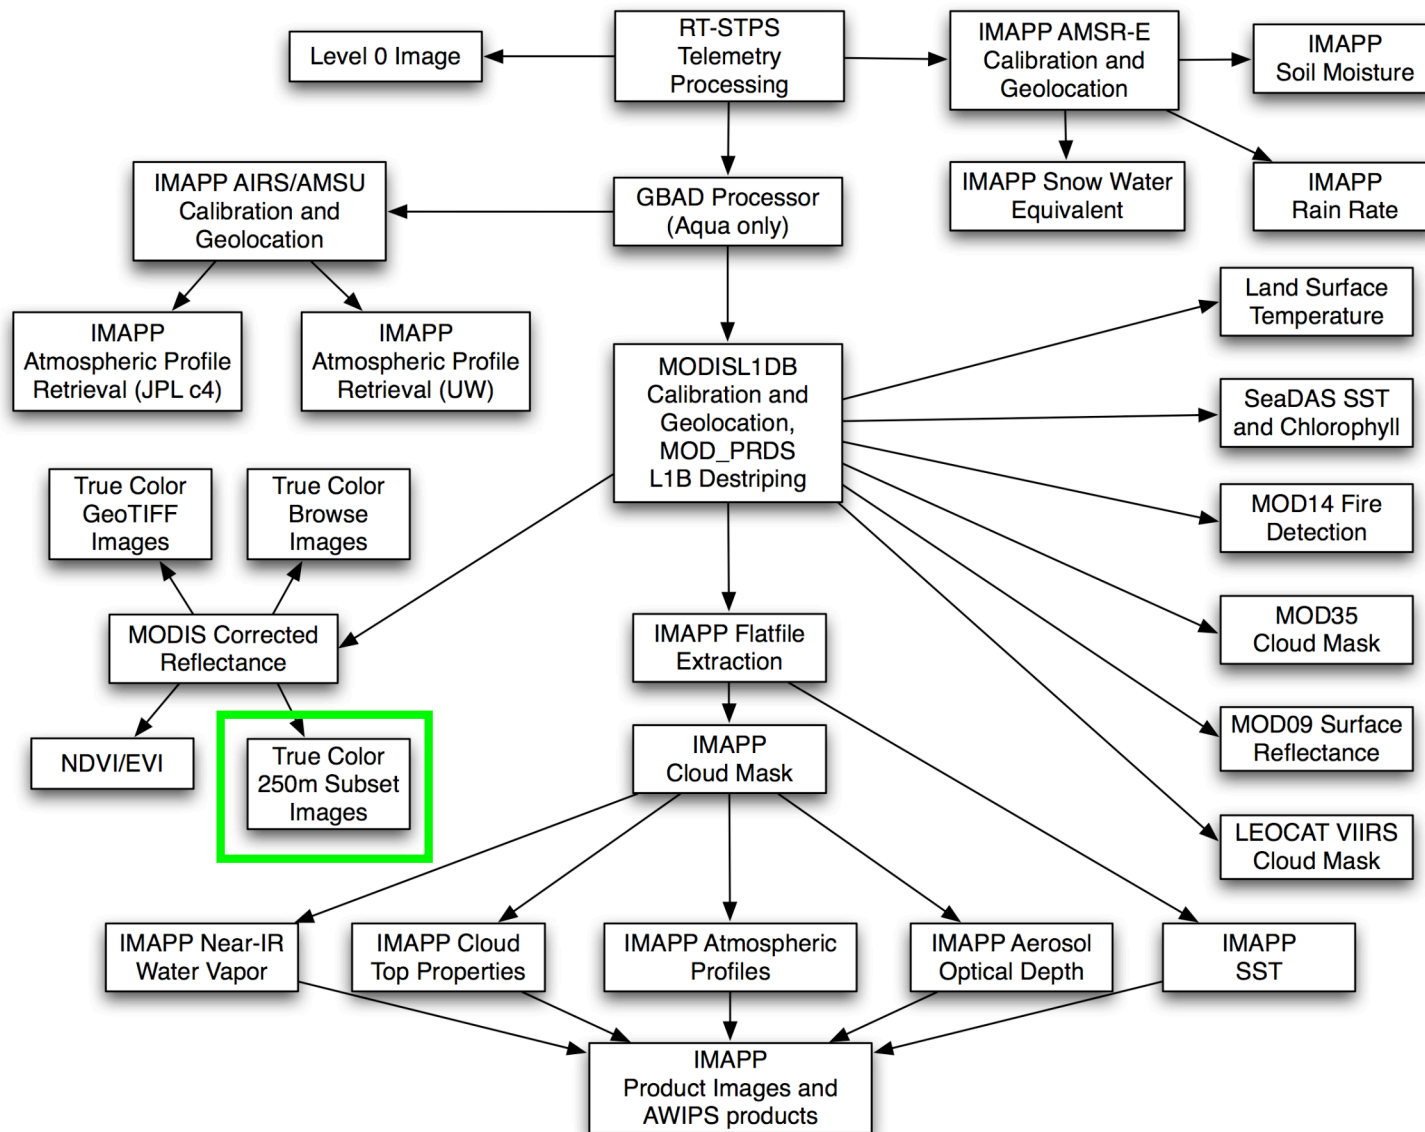 Level 0 Image
RT-STPS
Telemetry
Processing
IMAPP AMSR-E
Calibration and
Geolocation
IMAPP
Soil Moisture
IMAPP AIRS/AMSU
Calibration and
Geolocation
GBAD Processor
(Aqua only)
IMAPP Snow Water
Equivalent
IMAPP
Rain Rate
IMAPP
Atmospheric Profile
Retrieval (JPL c4)
IMAPP
Atmospheric Profile
Retrieval (UW)
MODISL1DB
Calibration and
Geolocation,
MOD_PRDS
L1B Destriping
Land Surface
Temperature
SeaDAS SST
and Chlorophyll
MOD14 Fire
Detection
MOD35
Cloud Mask
MOD09 Surface
Reflectance
LEOCAT VIIRS
Cloud Mask
True Color
GeoTIFF
Images
True Color
Browse
Images
MODIS Corrected
Reflectance
NDVI/EVI
True Color
250m Subset
Images
IMAPP Flatfile
Extraction
IMAPP
Cloud Mask
IMAPP Near-IR
Water Vapor
IMAPP Cloud
Top Properties
IMAPP Atmospheric
Profiles
IMAPP Aerosol
Optical Depth
IMAPP
SST
IMAPP
Product Images and
AWIPS products